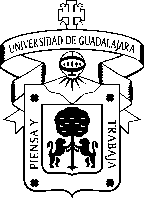 UNIVERSIDAD DE GUADALAJARA
PIENSA Y
TRABAJA